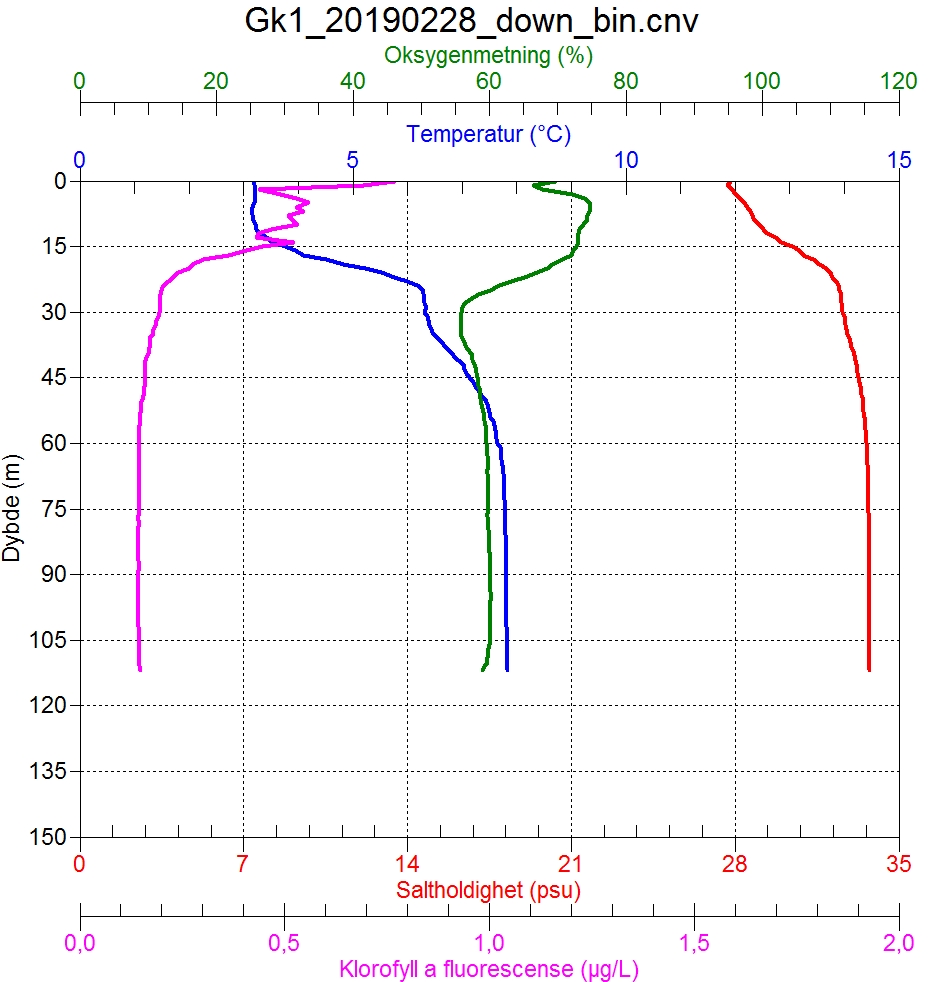 Gk1_20190228_down_bin.cnv
Oksygenmetning (%)
0 20 40 60 80 100 120
Temperatur (°C)
0 5 10 15
0
15
30
45
60
75
90
105
120
135
150
Dybde (m)
0 7 14 21 28 35
Saltholdighet (psu)
0,0 0,5 1,0 1,5 2,0
Klorofyll a fluorescense (µg/L)